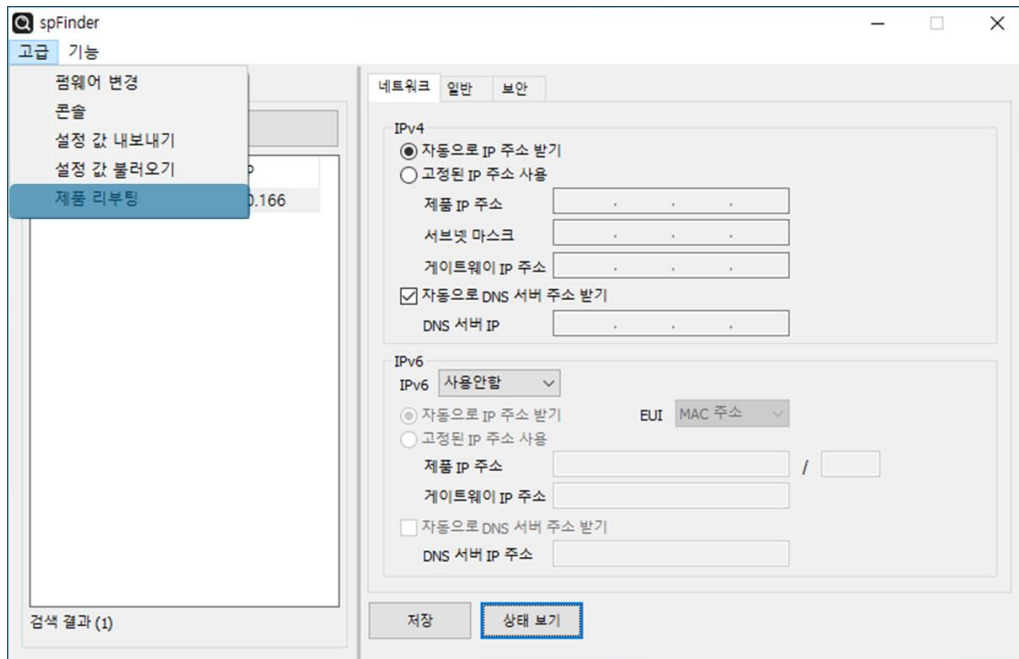 spFinder
고급 기능
펌웨어 변경
콘솔
설정 값 내보내기
설정 값 불러오기
제품 리부팅
.166
검색 결과 (1)
네트워크 일반 보안
IPv4
자동으로 IP 주소 받기
고정된 IP 주소 사용
제품 IP 주소 . . .
서브넷 마스크 . . .
게이트웨이 IP 주소 . . .
자동으로 DNS 서버 주소 받기
DNS 서버 IP . . .
IPv6
IPv6 사용안함
자동으로 IP 주소 받기 EUI MAC 주소
고정된 IP 주소 사용
제품 IP 주소 /
게이트웨이 IP 주소
자동으로 DNS 서버 주소 받기
DNS 서버 IP 주소
저장 상태 보기